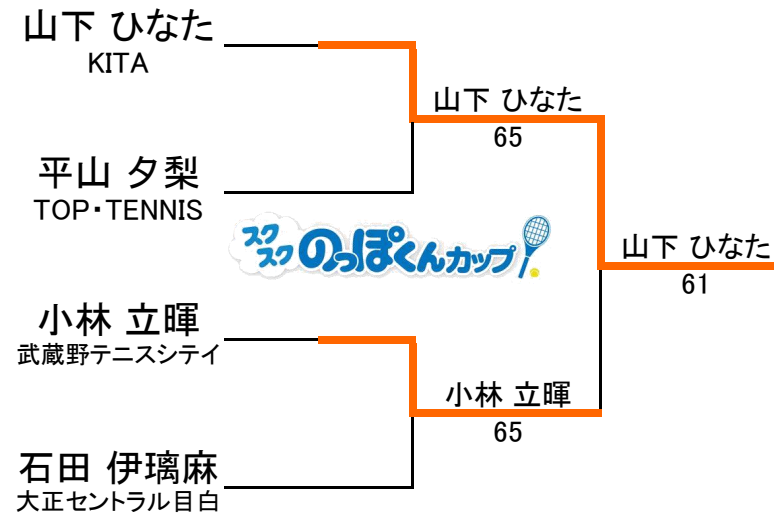 山下 ひなた
KITA
山下 ひなた
65
平山 夕梨
TOP・TENNIS
スクスク のっぽくんカップ
山下 ひなた
61
小林 立暉
武蔵野テニスシテイ
小林 立暉
65
石田 伊璃麻
大正セントラル目白